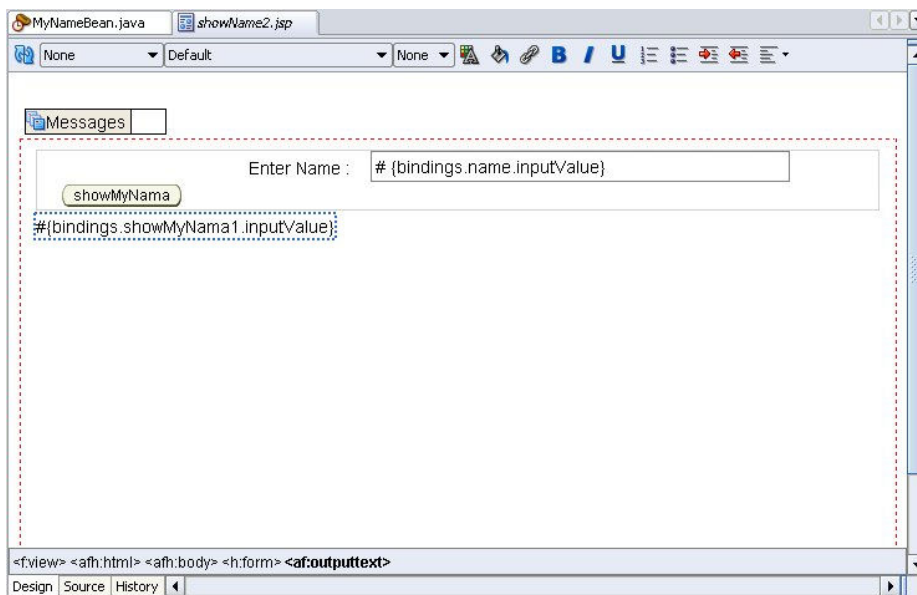 MyNameBean.java showName2.jsp
None Default None B I U
Messages
Enter Name : # {bindings.name.inputValue}
showMyNama
#{bindings.showMyNama1.inputValue}
<f:view> <afh:html> <afh:body> <h:form> <af:outputtext>
Design Source History